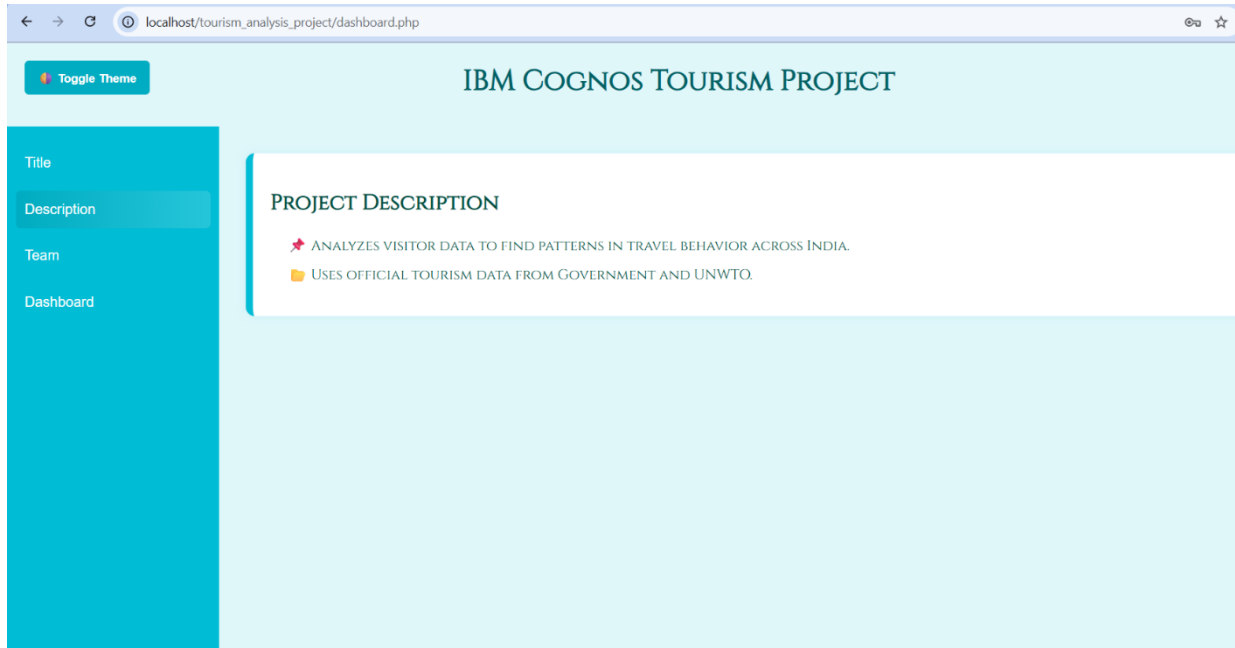 localhost/tourism_analysis_project/dashboard.php
Toggle Theme
IBM Cognos Tourism Project
Title
Description
Team
Dashboard
Project Description
Analyzes visitor data to find patterns in travel behavior across India.
Uses official tourism data from Government and UNWTO.